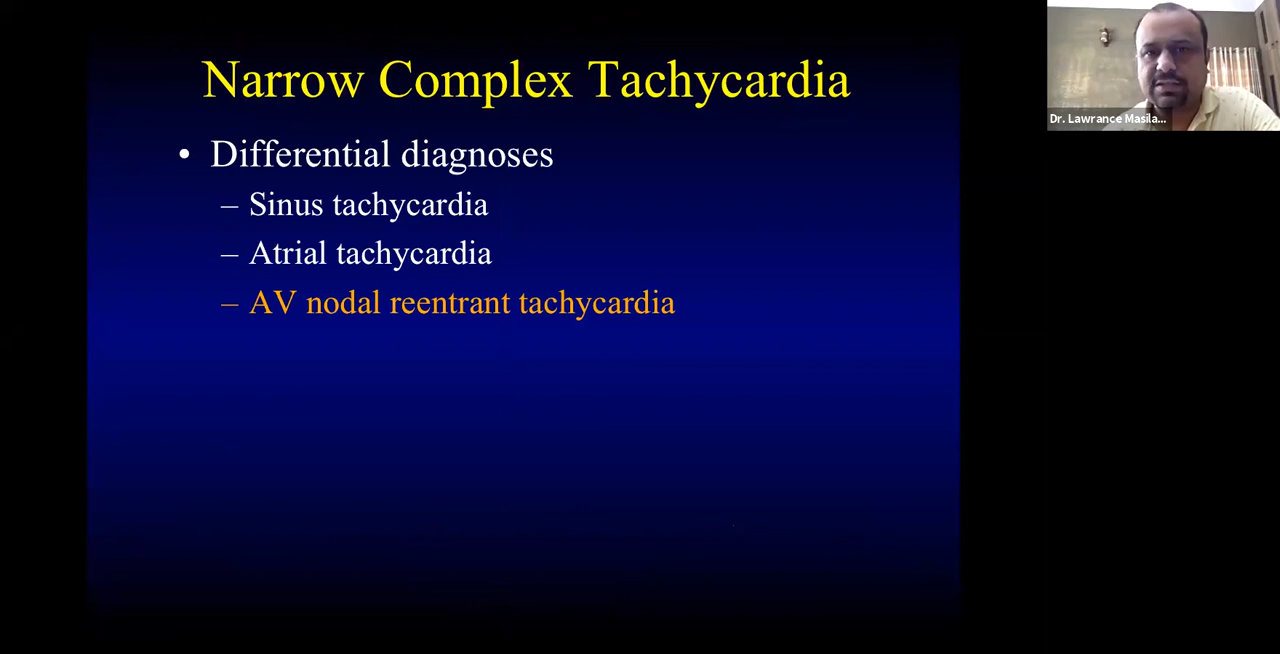 Narrow Complex Tachycardia
• Differential diagnoses
– Sinus tachycardia
– Atrial tachycardia
– AV nodal reentrant tachycardia
Dr. Lawrance Masila...